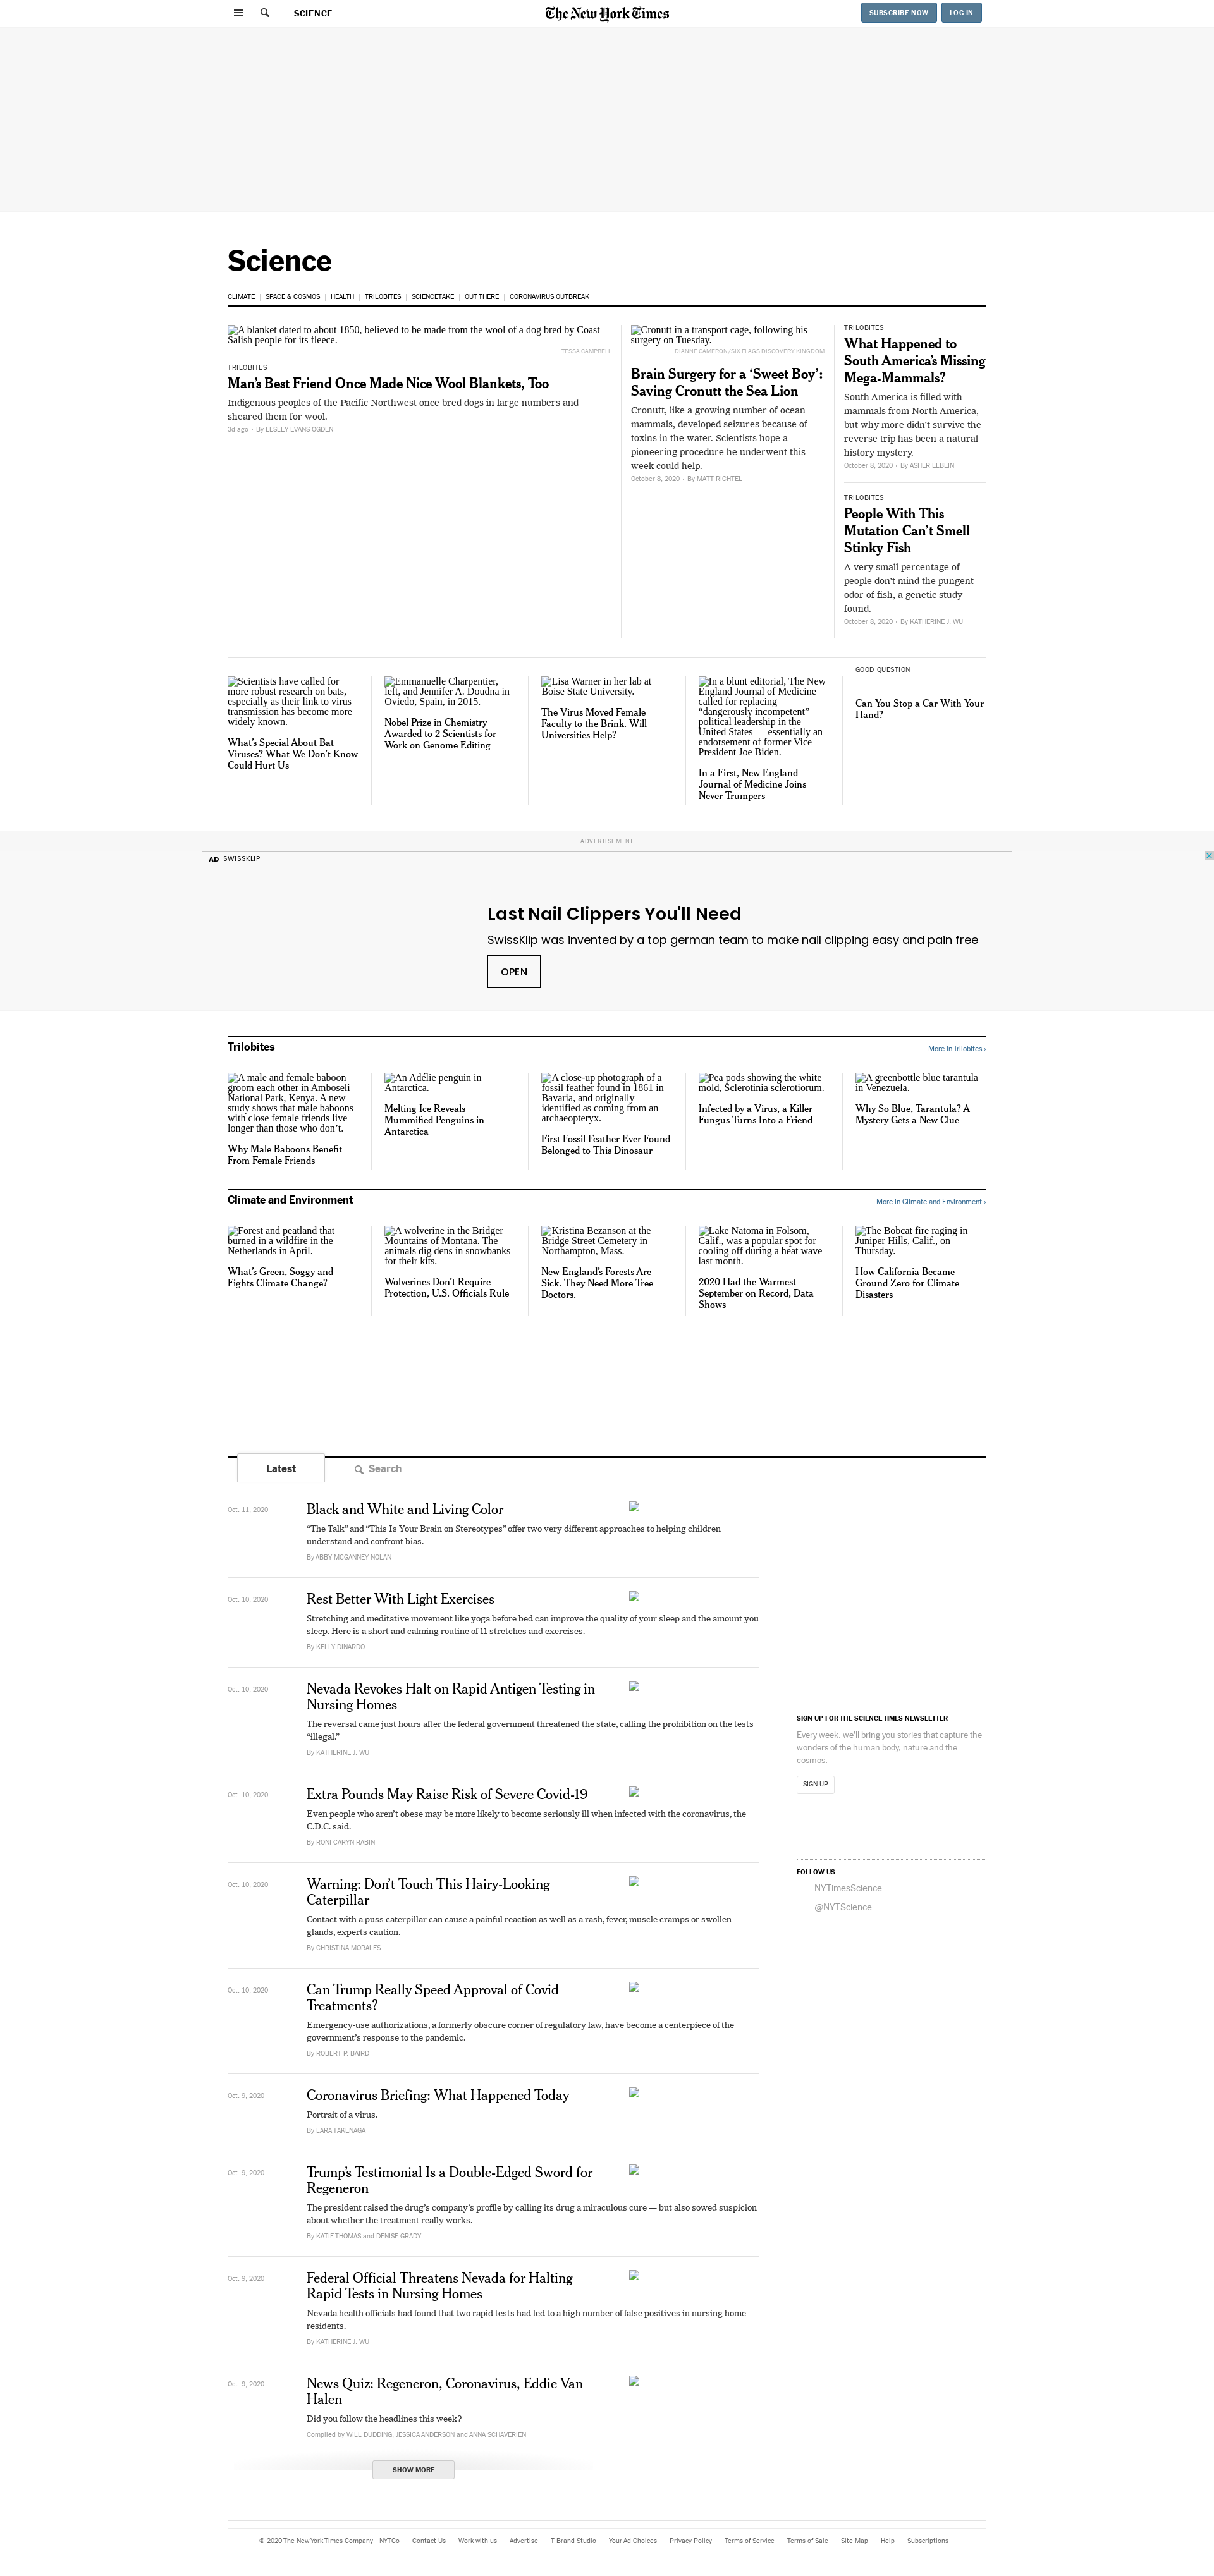 SCIENCE
The New York Times
SUBSCRIBE NOW
LOG IN
Science
CLIMATE
SPACE & COSMOS
HEALTH
TRILOBITES
SCIENCETAKE
OUT THERE
CORONAVIRUS OUTBREAK
A blanket dated to about 1850, believed to be made from the wool of a dog bred by Coast
Salish people for its fleece.
TESSA CAMPBELL
TRILOBITES
Man’s Best Friend Once Made Nice Wool Blankets, Too
Indigenous peoples of the Pacific Northwest once bred dogs in large numbers and
sheared them for wool.
3d ago • By LESLEY EVANS OGDEN
Cronutt in a transport cage, following his
surgery on Tuesday.
DIANNE CAMERON/SIX FLAGS DISCOVERY KINGDOM
Brain Surgery for a ‘Sweet Boy’:
Saving Cronutt the Sea Lion
Cronutt, like a growing number of ocean
mammals, developed seizures because of
toxins in the water. Scientists hope a
pioneering procedure he underwent this
week could help.
October 8, 2020 • By MATT RICHTEL
TRILOBITES
What Happened to
South America’s Missing
Mega-Mammals?
South America is filled with
mammals from North America,
but why more didn’t survive the
reverse trip has been a natural
history mystery.
October 8, 2020 • By ASHER ELBEIN
TRILOBITES
People With This
Mutation Can’t Smell
Stinky Fish
A very small percentage of
people don’t mind the pungent
odor of fish, a genetic study
found.
October 8, 2020 • By KATHERINE J. WU
Scientists have called for
more robust research on bats,
especially as their link to virus
transmission has become more
widely known.
What’s Special About Bat
Viruses? What We Don’t Know
Could Hurt Us
Emmanuelle Charpentier,
left, and Jennifer A. Doudna in
Oviedo, Spain, in 2015.
Nobel Prize in Chemistry
Awarded to 2 Scientists for
Work on Genome Editing
Lisa Warner in her lab at
Boise State University.
The Virus Moved Female
Faculty to the Brink. Will
Universities Help?
In a blunt editorial, The New
England Journal of Medicine
called for replacing
“dangerously incompetent”
political leadership in the
United States — essentially an
endorsement of former Vice
President Joe Biden.
In a First, New England
Journal of Medicine Joins
Never-Trumpers
GOOD QUESTION
Can You Stop a Car With Your
Hand?
ADVERTISEMENT
AD SWISSKLIP
Last Nail Clippers You'll Need
SwissKlip was invented by a top german team to make nail clipping easy and pain free
OPEN
Trilobites
More in Trilobites ›
A male and female baboon
groom each other in Amboseli
National Park, Kenya. A new
study shows that male baboons
with close female friends live
longer than those who don’t.
Why Male Baboons Benefit
From Female Friends
An Adélie penguin in
Antarctica.
Melting Ice Reveals
Mummified Penguins in
Antarctica
A close-up photograph of a
fossil feather found in 1861 in
Bavaria, and originally
identified as coming from an
archaeopteryx.
First Fossil Feather Ever Found
Belonged to This Dinosaur
Pea pods showing the white
mold, Sclerotinia sclerotiorum.
Infected by a Virus, a Killer
Fungus Turns Into a Friend
A greenbottle blue tarantula
in Venezuela.
Why So Blue, Tarantula? A
Mystery Gets a New Clue
Climate and Environment
More in Climate and Environment ›
Forest and peatland that
burned in a wildfire in the
Netherlands in April.
What’s Green, Soggy and
Fights Climate Change?
A wolverine in the Bridger
Mountains of Montana. The
animals dig dens in snowbanks
for their kits.
Wolverines Don’t Require
Protection, U.S. Officials Rule
Kristina Bezanson at the
Bridge Street Cemetery in
Northampton, Mass.
New England’s Forests Are
Sick. They Need More Tree
Doctors.
Lake Natoma in Folsom,
Calif., was a popular spot for
cooling off during a heat wave
last month.
2020 Had the Warmest
September on Record, Data
Shows
The Bobcat fire raging in
Juniper Hills, Calif., on
Thursday.
How California Became
Ground Zero for Climate
Disasters
Latest
Search
Oct. 11, 2020
Black and White and Living Color
“The Talk” and “This Is Your Brain on Stereotypes” offer two very different approaches to helping children
understand and confront bias.
By ABBY MCGANNEY NOLAN
Oct. 10, 2020
Rest Better With Light Exercises
Stretching and meditative movement like yoga before bed can improve the quality of your sleep and the amount you
sleep. Here is a short and calming routine of 11 stretches and exercises.
By KELLY DINARDO
Oct. 10, 2020
Nevada Revokes Halt on Rapid Antigen Testing in
Nursing Homes
The reversal came just hours after the federal government threatened the state, calling the prohibition on the tests
“illegal.”
By KATHERINE J. WU
Oct. 10, 2020
Extra Pounds May Raise Risk of Severe Covid-19
Even people who aren’t obese may be more likely to become seriously ill when infected with the coronavirus, the
C.D.C. said.
By RONI CARYN RABIN
Oct. 10, 2020
Warning: Don’t Touch This Hairy-Looking
Caterpillar
Contact with a puss caterpillar can cause a painful reaction as well as a rash, fever, muscle cramps or swollen
glands, experts caution.
By CHRISTINA MORALES
Oct. 10, 2020
Can Trump Really Speed Approval of Covid
Treatments?
Emergency-use authorizations, a formerly obscure corner of regulatory law, have become a centerpiece of the
government’s response to the pandemic.
By ROBERT P. BAIRD
Oct. 9, 2020
Coronavirus Briefing: What Happened Today
Portrait of a virus.
By LARA TAKENAGA
Oct. 9, 2020
Trump’s Testimonial Is a Double-Edged Sword for
Regeneron
The president raised the drug’s company’s profile by calling its drug a miraculous cure — but also sowed suspicion
about whether the treatment really works.
By KATIE THOMAS and DENISE GRADY
Oct. 9, 2020
Federal Official Threatens Nevada for Halting
Rapid Tests in Nursing Homes
Nevada health officials had found that two rapid tests had led to a high number of false positives in nursing home
residents.
By KATHERINE J. WU
Oct. 9, 2020
News Quiz: Regeneron, Coronavirus, Eddie Van
Halen
Did you follow the headlines this week?
Compiled by WILL DUDDING, JESSICA ANDERSON and ANNA SCHAVERIEN
SHOW MORE
SIGN UP FOR THE SCIENCE TIMES NEWSLETTER
Every week, we'll bring you stories that capture the
wonders of the human body, nature and the
cosmos.
SIGN UP
FOLLOW US
NYTimesScience
@NYTScience
© 2020 The New York Times Company
NYTCo
Contact Us
Work with us
Advertise
T Brand Studio
Your Ad Choices
Privacy Policy
Terms of Service
Terms of Sale
Site Map
Help
Subscriptions